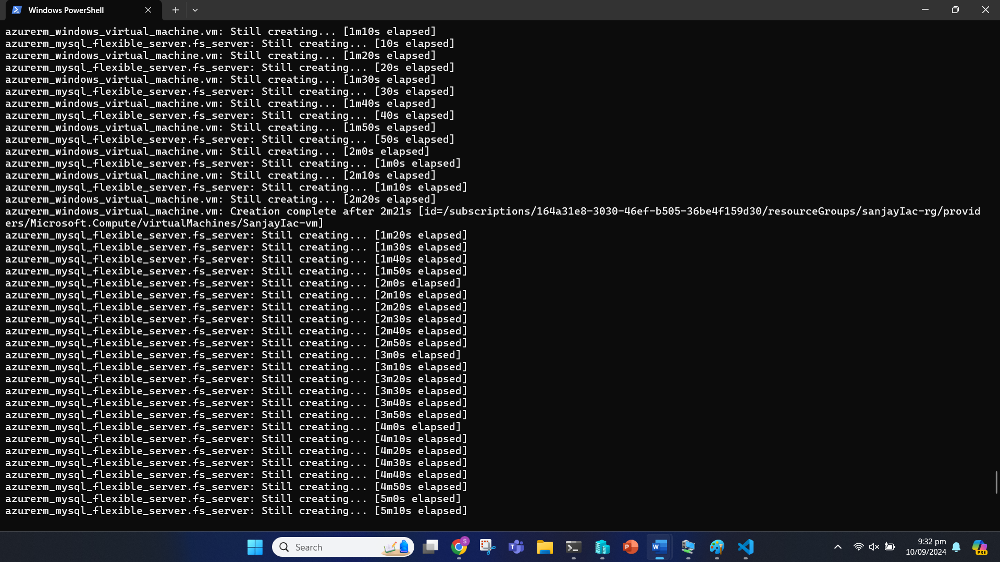 Windows PowerShell
azurerm_windows_virtual_machine.vm: Still creating... [1m10s elapsed]
azurerm_mysql_flexible_server.fs_server: Still creating... [10s elapsed]
azurerm_windows_virtual_machine.vm: Still creating... [1m20s elapsed]
azurerm_mysql_flexible_server.fs_server: Still creating... [20s elapsed]
azurerm_windows_virtual_machine.vm: Still creating... [1m30s elapsed]
azurerm_mysql_flexible_server.fs_server: Still creating... [30s elapsed]
azurerm_windows_virtual_machine.vm: Still creating... [1m40s elapsed]
azurerm_mysql_flexible_server.fs_server: Still creating... [40s elapsed]
azurerm_windows_virtual_machine.vm: Still creating... [1m50s elapsed]
azurerm_mysql_flexible_server.fs_server: Still creating... [50s elapsed]
azurerm_windows_virtual_machine.vm: Still creating... [2m0s elapsed]
azurerm_mysql_flexible_server.fs_server: Still creating... [1m0s elapsed]
azurerm_windows_virtual_machine.vm: Still creating... [2m10s elapsed]
azurerm_mysql_flexible_server.fs_server: Still creating... [1m10s elapsed]
azurerm_windows_virtual_machine.vm: Still creating... [2m20s elapsed]
azurerm_windows_virtual_machine.vm: Creation complete after 2m21s [id=/subscriptions/164a31e8-3030-46ef-b505-36be4f159d30/resourceGroups/sanjayIac-rg/provid
ers/Microsoft.Compute/virtualMachines/SanjayIac-vm]
azurerm_mysql_flexible_server.fs_server: Still creating... [1m20s elapsed]
azurerm_mysql_flexible_server.fs_server: Still creating... [1m30s elapsed]
azurerm_mysql_flexible_server.fs_server: Still creating... [1m40s elapsed]
azurerm_mysql_flexible_server.fs_server: Still creating... [1m50s elapsed]
azurerm_mysql_flexible_server.fs_server: Still creating... [2m0s elapsed]
azurerm_mysql_flexible_server.fs_server: Still creating... [2m10s elapsed]
azurerm_mysql_flexible_server.fs_server: Still creating... [2m20s elapsed]
azurerm_mysql_flexible_server.fs_server: Still creating... [2m30s elapsed]
azurerm_mysql_flexible_server.fs_server: Still creating... [2m40s elapsed]
azurerm_mysql_flexible_server.fs_server: Still creating... [2m50s elapsed]
azurerm_mysql_flexible_server.fs_server: Still creating... [3m0s elapsed]
azurerm_mysql_flexible_server.fs_server: Still creating... [3m10s elapsed]
azurerm_mysql_flexible_server.fs_server: Still creating... [3m20s elapsed]
azurerm_mysql_flexible_server.fs_server: Still creating... [3m30s elapsed]
azurerm_mysql_flexible_server.fs_server: Still creating... [3m40s elapsed]
azurerm_mysql_flexible_server.fs_server: Still creating... [3m50s elapsed]
azurerm_mysql_flexible_server.fs_server: Still creating... [4m0s elapsed]
azurerm_mysql_flexible_server.fs_server: Still creating... [4m10s elapsed]
azurerm_mysql_flexible_server.fs_server: Still creating... [4m20s elapsed]
azurerm_mysql_flexible_server.fs_server: Still creating... [4m30s elapsed]
azurerm_mysql_flexible_server.fs_server: Still creating... [4m40s elapsed]
azurerm_mysql_flexible_server.fs_server: Still creating... [4m50s elapsed]
azurerm_mysql_flexible_server.fs_server: Still creating... [5m0s elapsed]
azurerm_mysql_flexible_server.fs_server: Still creating... [5m10s elapsed]
Search
S
T
P
W
9:32 pm
10/09/2024
PRE